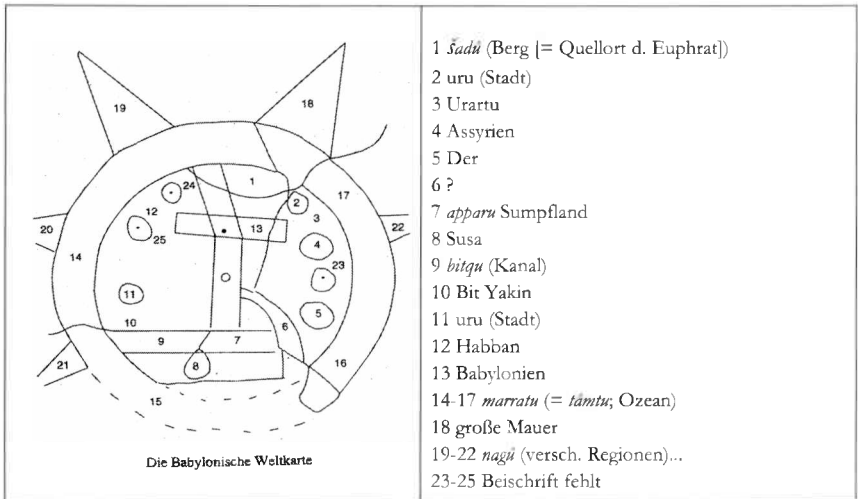 19
18
1
24
2
17
12
3
13
20
22
25
4
14
23
11
5
10
6
9
7
8
16
21
15
Die Babylonische Weltkarte
1 šadû (Berg [= Quellort d. Euphrat])
2 uru (Stadt)
3 Urartu
4 Assyrien
5 Der
6 ?
7 apparu Sumpfland
8 Susa
9 bitqu (Kanal)
10 Bit Yakin
11 uru (Stadt)
12 Habban
13 Babylonien
14-17 marratu (= tâmtu; Ozean)
18 große Mauer
19-22 nagû (versch. Regionen)...
23-25 Beischrift fehlt